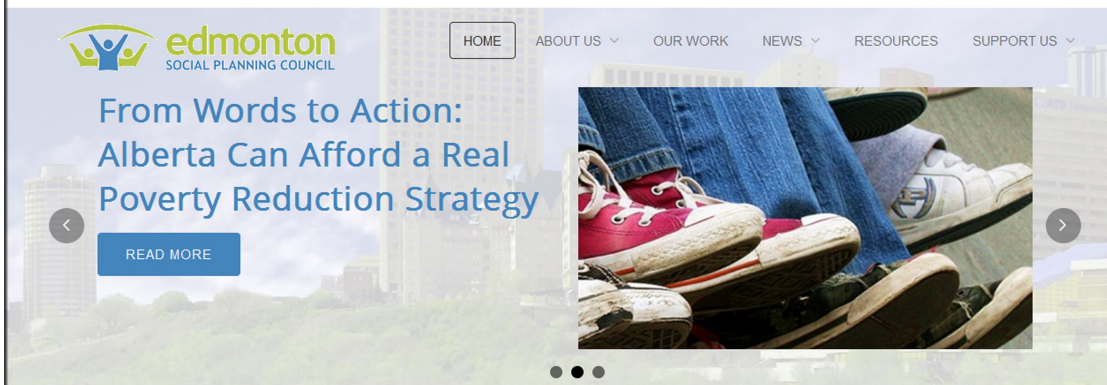 edmonton
SOCIAL PLANNING COUNCIL
HOME ABOUT US OUR WORK NEWS RESOURCES SUPPORT US
From Words to Action:
Alberta Can Afford a Real
Poverty Reduction Strategy
READ MORE